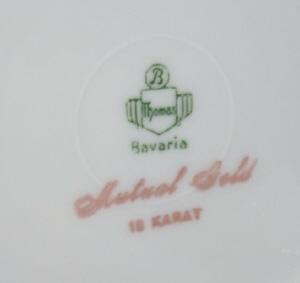 B
Thomas
Bavaria
Mutual Gold
18 KARAT